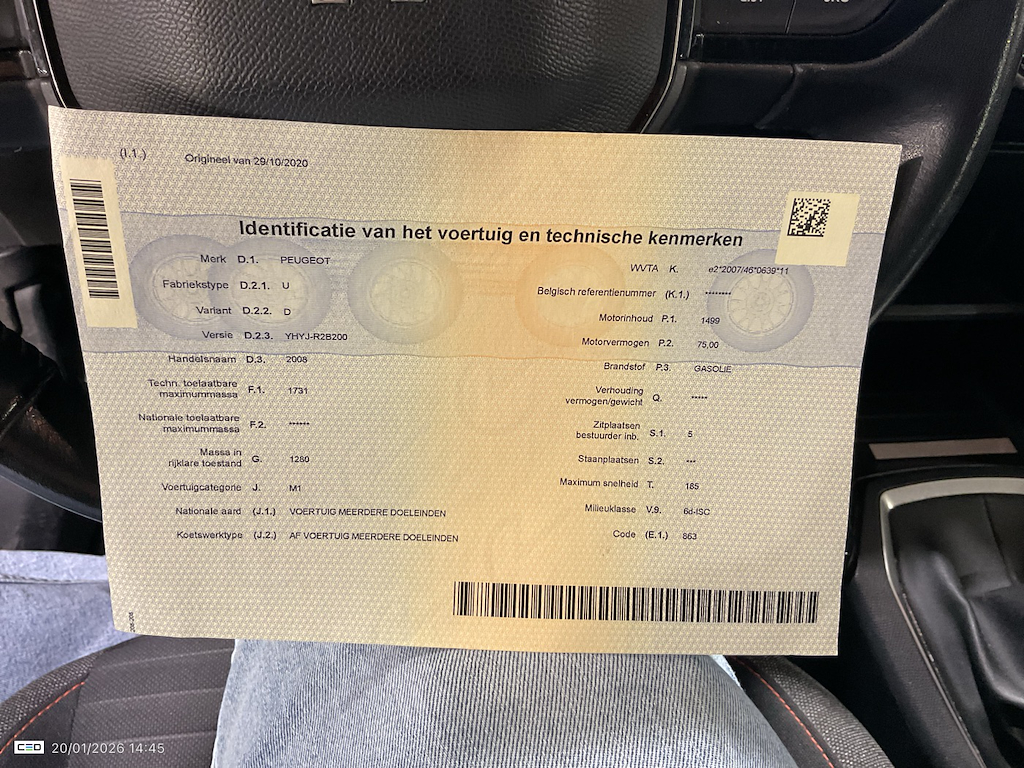 (I.1.) Origineel van 29/10/2020
Identificatie van het voertuig en technische kenmerken
Merk D.1. PEUGEOT
Fabriekstype D.2.1. U
Variant D.2.2. D
Versie D.2.3. YHYJ-R2B200
Handelsnaam D.3. 2008
Techn. toelaatbare
maximummassa F.1. 1731
Nationale toelaatbare
maximummassa F.2. ******
Massa in
rijklare toestand G. 1280
Voertuigcategorie J. M1
Nationale aard (J.1.) VOERTUIG MEERDERE DOELEINDEN
Koetswerktype (J.2.) AF VOERTUIG MEERDERE DOELEINDEN
WVTA K. e2*2007/46*0639*11
Belgisch referentienummer (K.1.) ********
Motorinhoud P.1. 1499
Motorvermogen P.2. 75,00
Brandstof P.3. GASOLIE
Verhouding
vermogen/gewicht Q. *****
Zitplaatsen
bestuurder inb. S.1. 5
Staanplaatsen S.2. ***
Maximum snelheid T. 185
Milieuklasse V.9. 6d-ISC
Code (E.1.) 863
CEO 20/01/2026 14:45